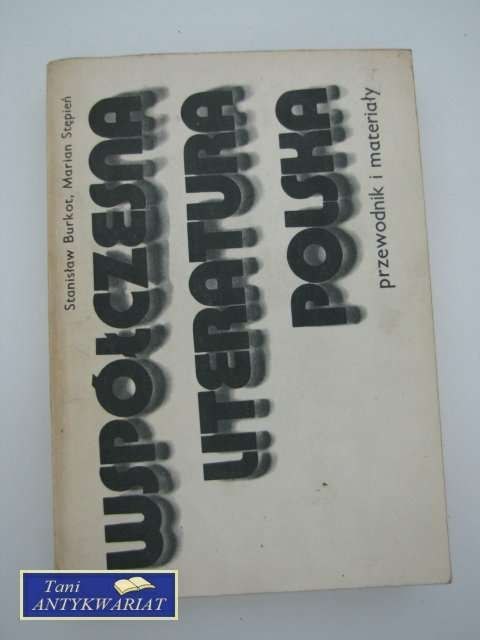 Stanisław Burkot, Marian Stępień
WSPÓŁCZESNA
LITERATURA
POLSKA
przewodnik i materiały
Tani
ANTYKWARIAT